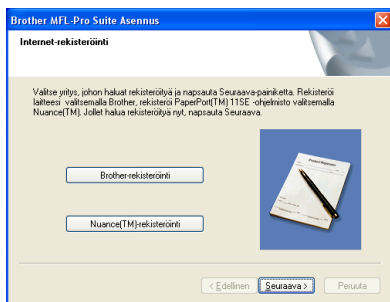 Brother MFL-Pro Suite Asennus
Internet-rekisteröinti
Valitse yritys, johon haluat rekisteröityä ja napsauta Seuraava-painiketta. Rekisteröi
laitteesi valitsemalla Brother, rekisteröi PaperPort(TM) 11SE -ohjelmisto valitsemalla
Nuance(TM). Jollet halua rekisteröityä nyt, napsauta Seuraava.
Brother-rekisteröinti
Nuance(TM)-rekisteröinti
< Edellinen
Seuraava >
Peruuta